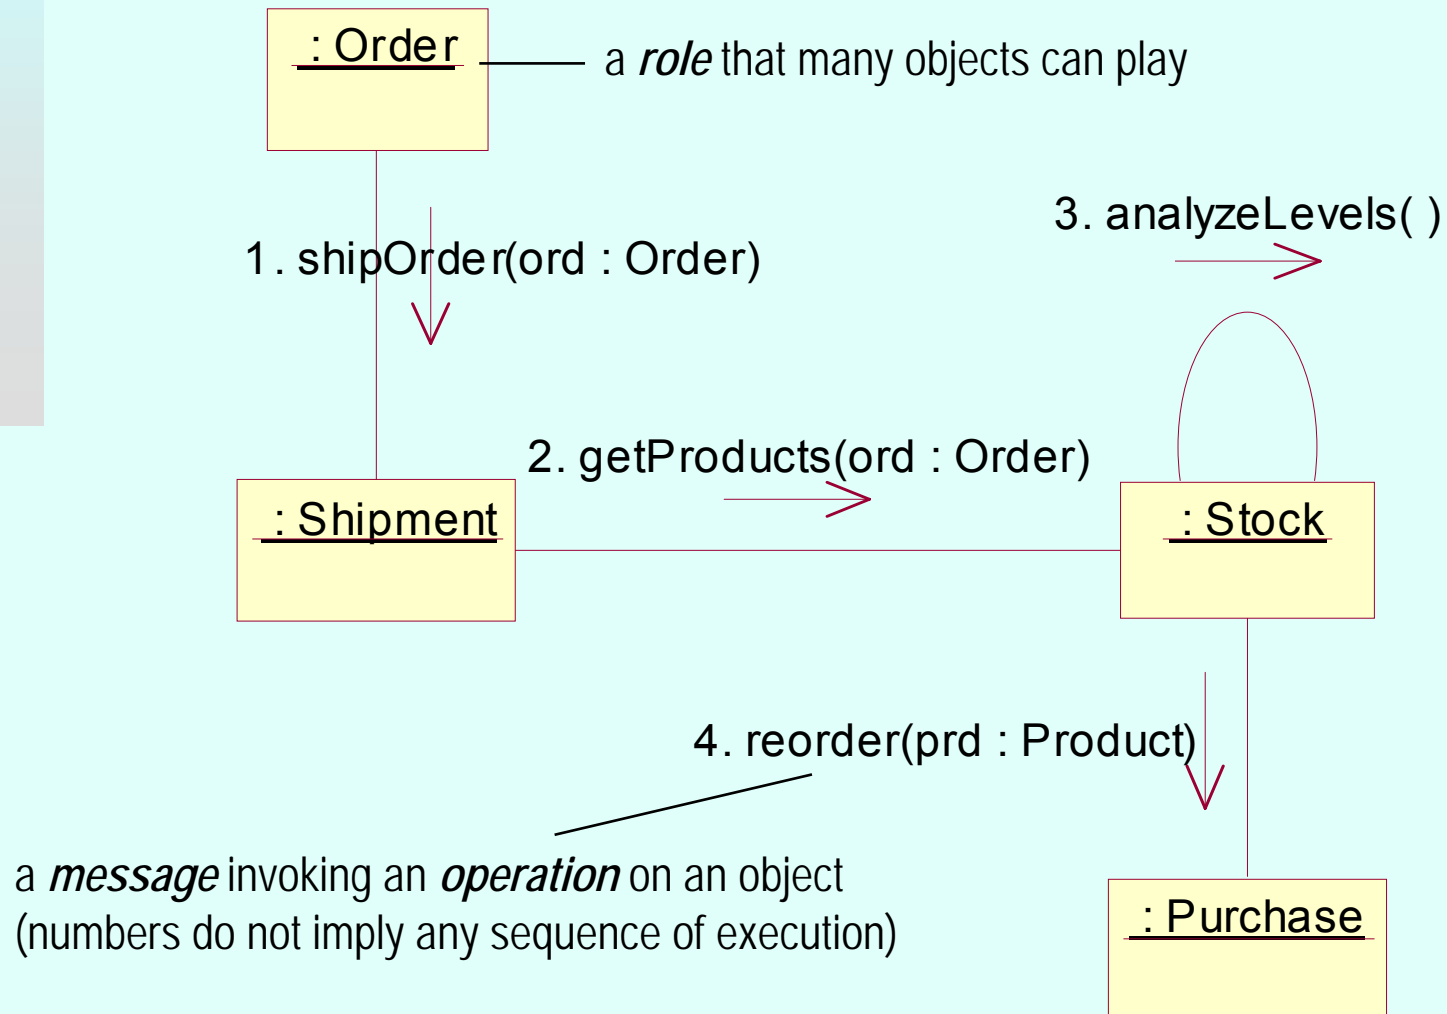 : Order
a role that many objects can play
3. analyzeLevels( )
1. shipOrder(ord : Order)
2. getProducts(ord : Order)
: Shipment
: Stock
4. reorder(prd : Product)
a message invoking an operation on an object
(numbers do not imply any sequence of execution)
: Purchase